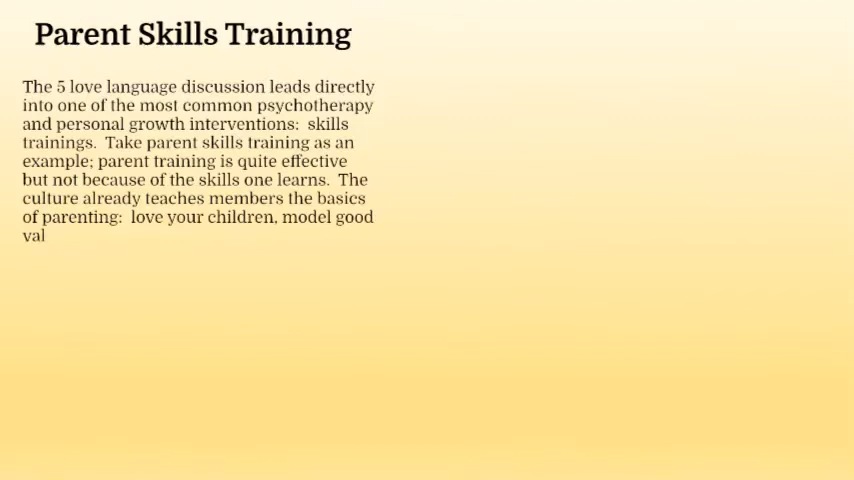 Parent Skills Training
The 5 love language discussion leads directly
into one of the most common psychotherapy
and personal growth interventions:  skills
trainings.  Take parent skills training as an
example; parent training is quite effective
but not because of the skills one learns.  The
culture already teaches members the basics
of parenting:  love your children, model good
val